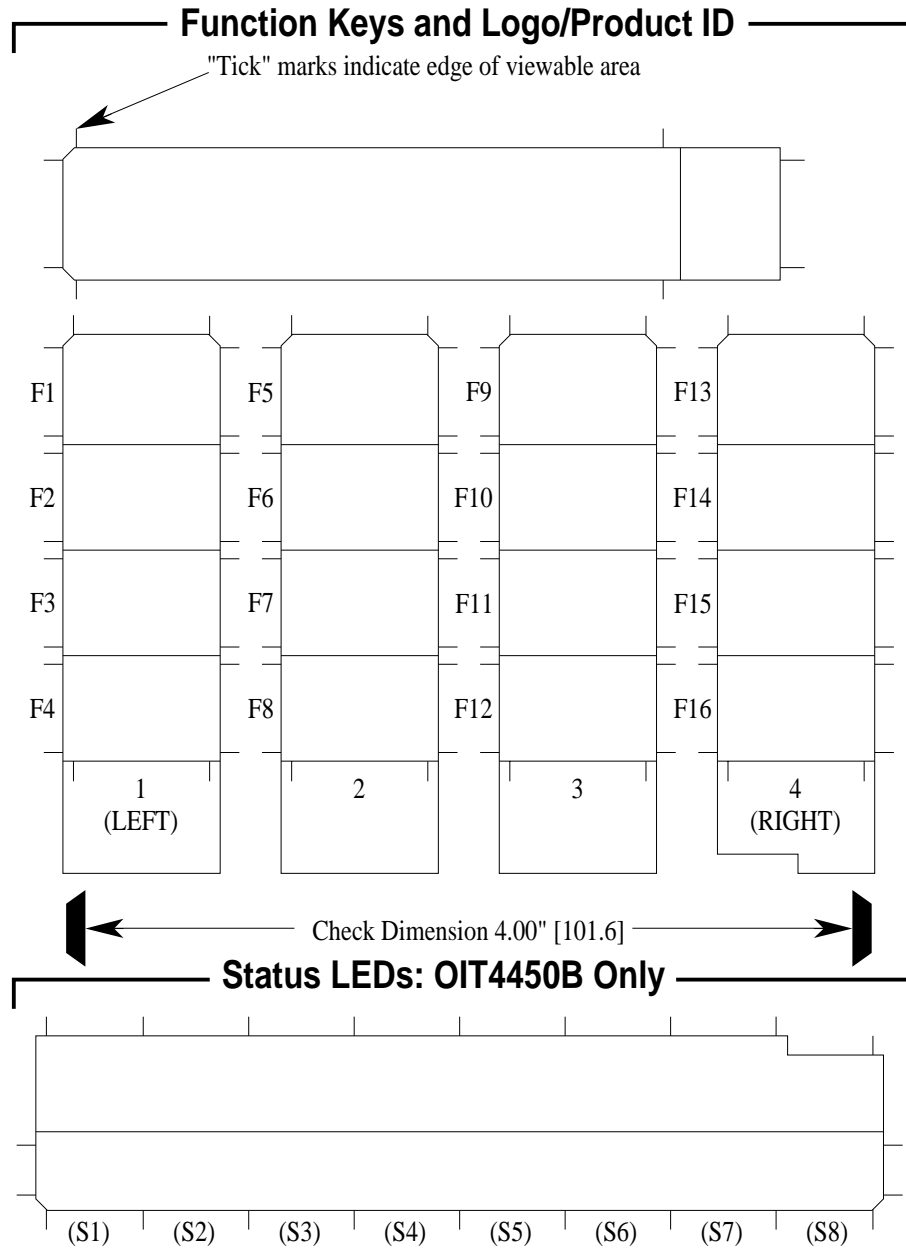 Function Keys and Logo/Product ID
"Tick" marks indicate edge of viewable area
F1 F5 F9 F13
F2 F6 F10 F14
F3 F7 F11 F15
F4 F8 F12 F16
1 2 3 4
(LEFT) (RIGHT)
Check Dimension 4.00" [101.6]
Status LEDs: OIT4450B Only
(S1) (S2) (S3) (S4) (S5) (S6) (S7) (S8)